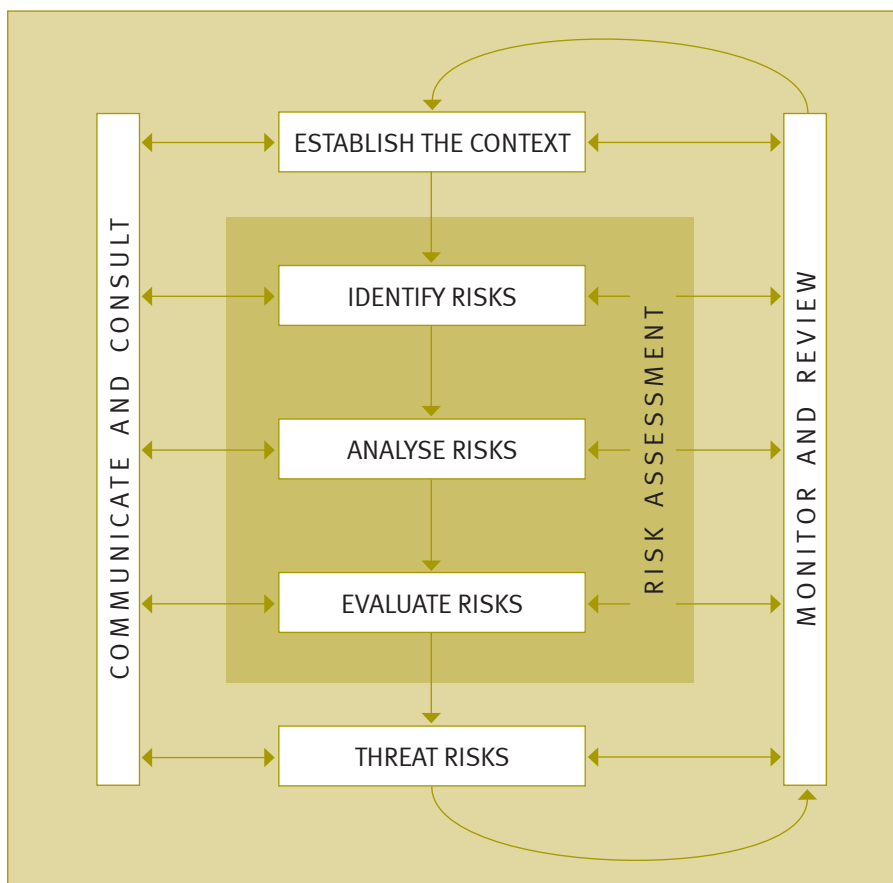 ESTABLISH THE CONTEXT
COMMUNICATE AND CONSULT
IDENTIFY RISKS
ANALYSE RISKS
EVALUATE RISKS
RISK ASSESSMENT
MONITOR AND REVIEW
THREAT RISKS